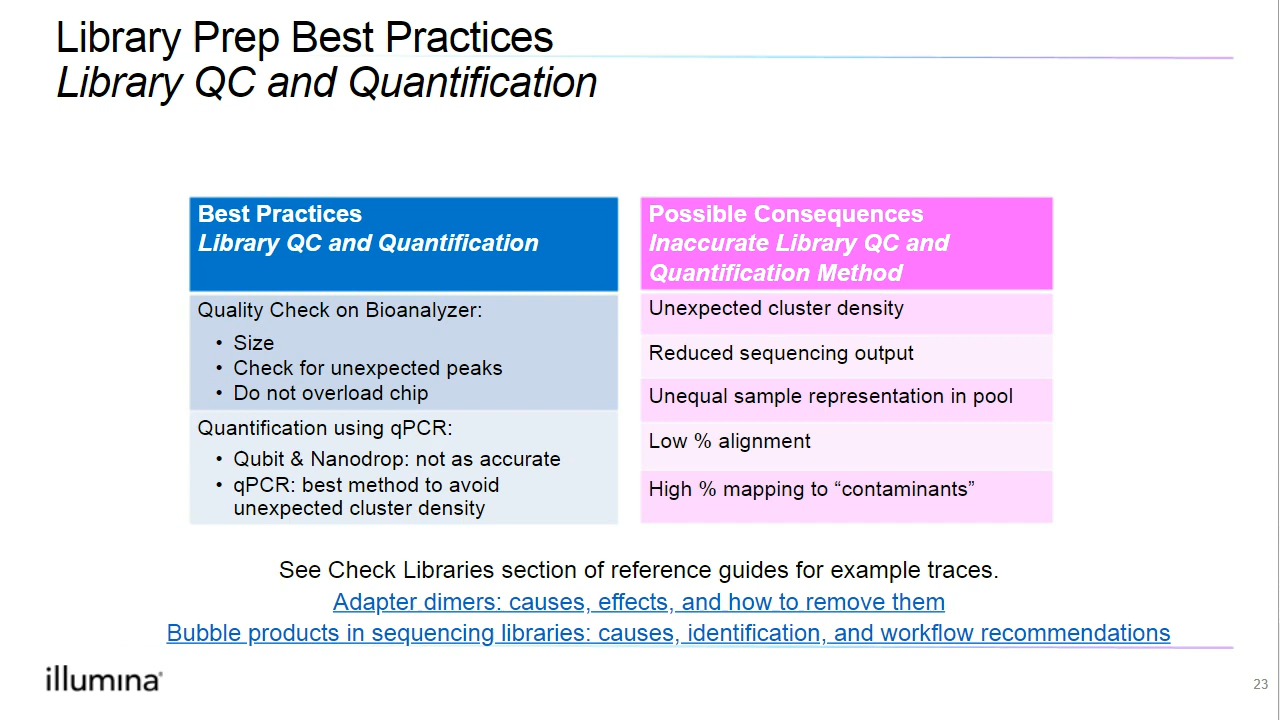 Library Prep Best Practices
Library QC and Quantification
Best Practices
Library QC and Quantification
Quality Check on Bioanalyzer:
• Size
• Check for unexpected peaks
• Do not overload chip
Quantification using qPCR:
• Qubit & Nanodrop: not as accurate
• qPCR: best method to avoid
unexpected cluster density
Possible Consequences
Inaccurate Library QC and
Quantification Method
Unexpected cluster density
Reduced sequencing output
Unequal sample representation in pool
Low % alignment
High % mapping to “contaminants”
See Check Libraries section of reference guides for example traces.
Adapter dimers: causes, effects, and how to remove them
Bubble products in sequencing libraries: causes, identification, and workflow recommendations
illumina®
23